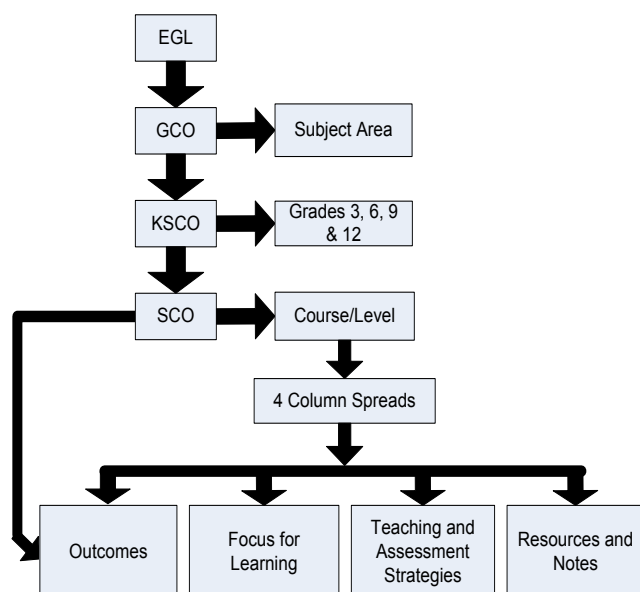 EGL
GCO
Subject Area
KSCO
Grades 3, 6, 9
& 12
SCO
Course/Level
4 Column Spreads
Outcomes
Focus for
Learning
Teaching and
Assessment
Strategies
Resources and
Notes